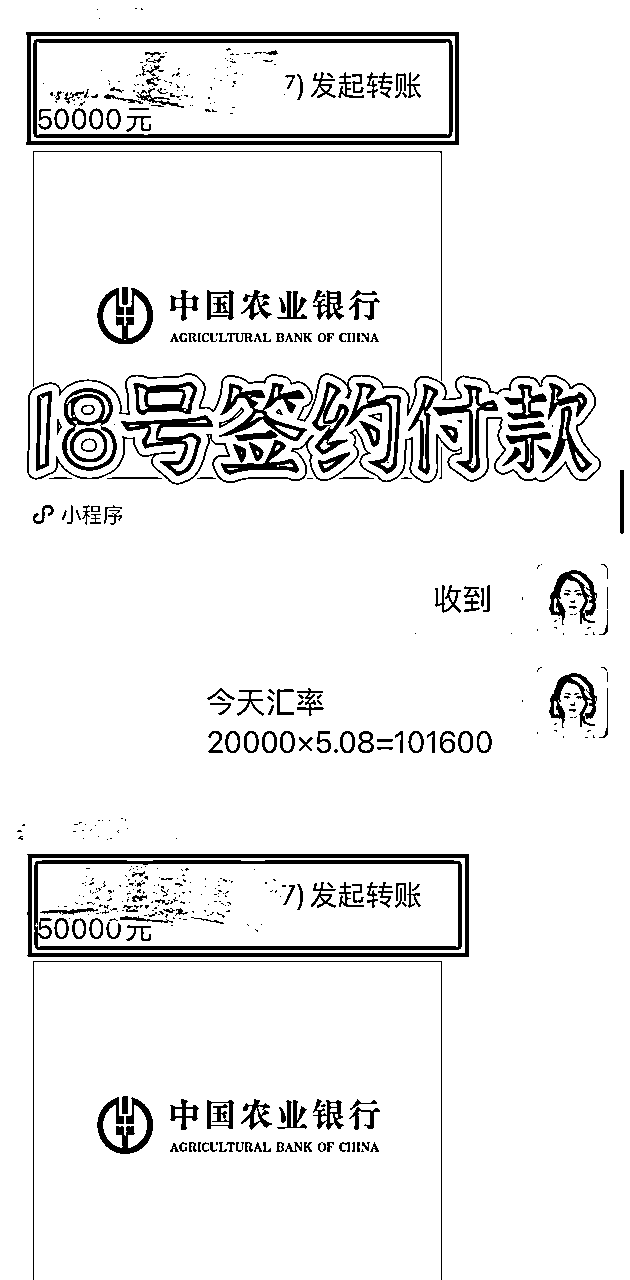 7) 发起转账
50000元
中国农业银行
AGRICULTURAL BANK OF CHINA
18号签约付款
小程序
收到
今天汇率
20000×5.08=101600
7) 发起转账
50000元
中国农业银行
AGRICULTURAL BANK OF CHINA